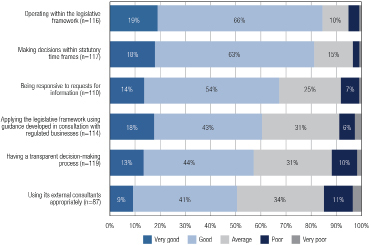 Operating within the legislative
framework (n=116)
19%
66%
10%
Making decisions within statutory
time frames (n=117)
18%
63%
15%
Being responsive to requests for
information (n=110)
14%
54%
25%
7%
Applying the legislative framework using
guidance developed in consultation with
regulated businesses (n=114)
18%
43%
31%
6%
Having a transparent decision-making
process (n=119)
13%
44%
31%
10%
Using its external consultants
appropriately (n=67)
9%
41%
34%
11%
0% 10% 20% 30% 40% 50% 60% 70% 80% 90% 100%
Very good Good Average Poor Very poor